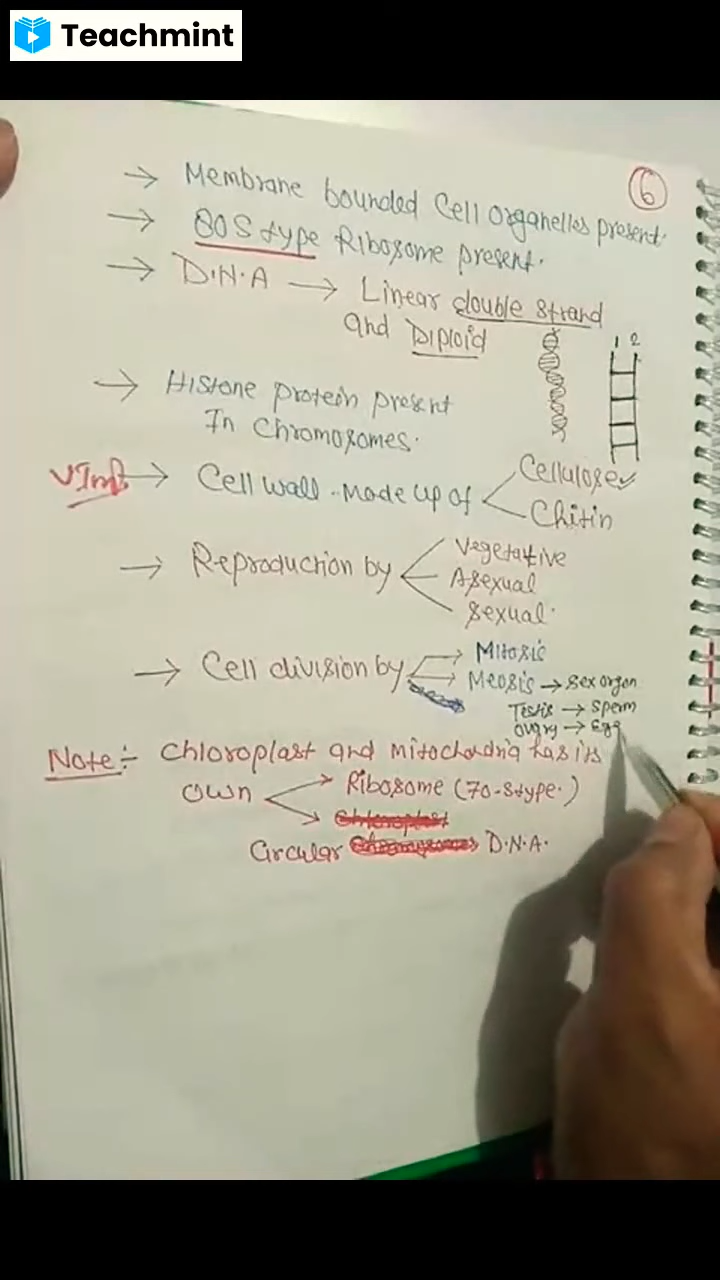 Teachmint
6
→ Membrane bounded Cell organelles present.
→ 80S type Ribosome present.
→ D.N.A → Linear double strand
and Diploid
1 2
→ Histone protein present
In Chromosomes.
VImp → Cell wall - Made up of Cellulose ✓
Chitin
→ Reproduction by Vegetative
Asexual
Sexual.
→ Cell division by → Mitosis
→ Meosis → Sex organ
Testis → Sperm
Ovary → Egg
Note:- Chloroplast and mitochondria has its
own → Ribosome (70-Stype.)
→ Chloroplast
Circular Chromosomes D.N.A.